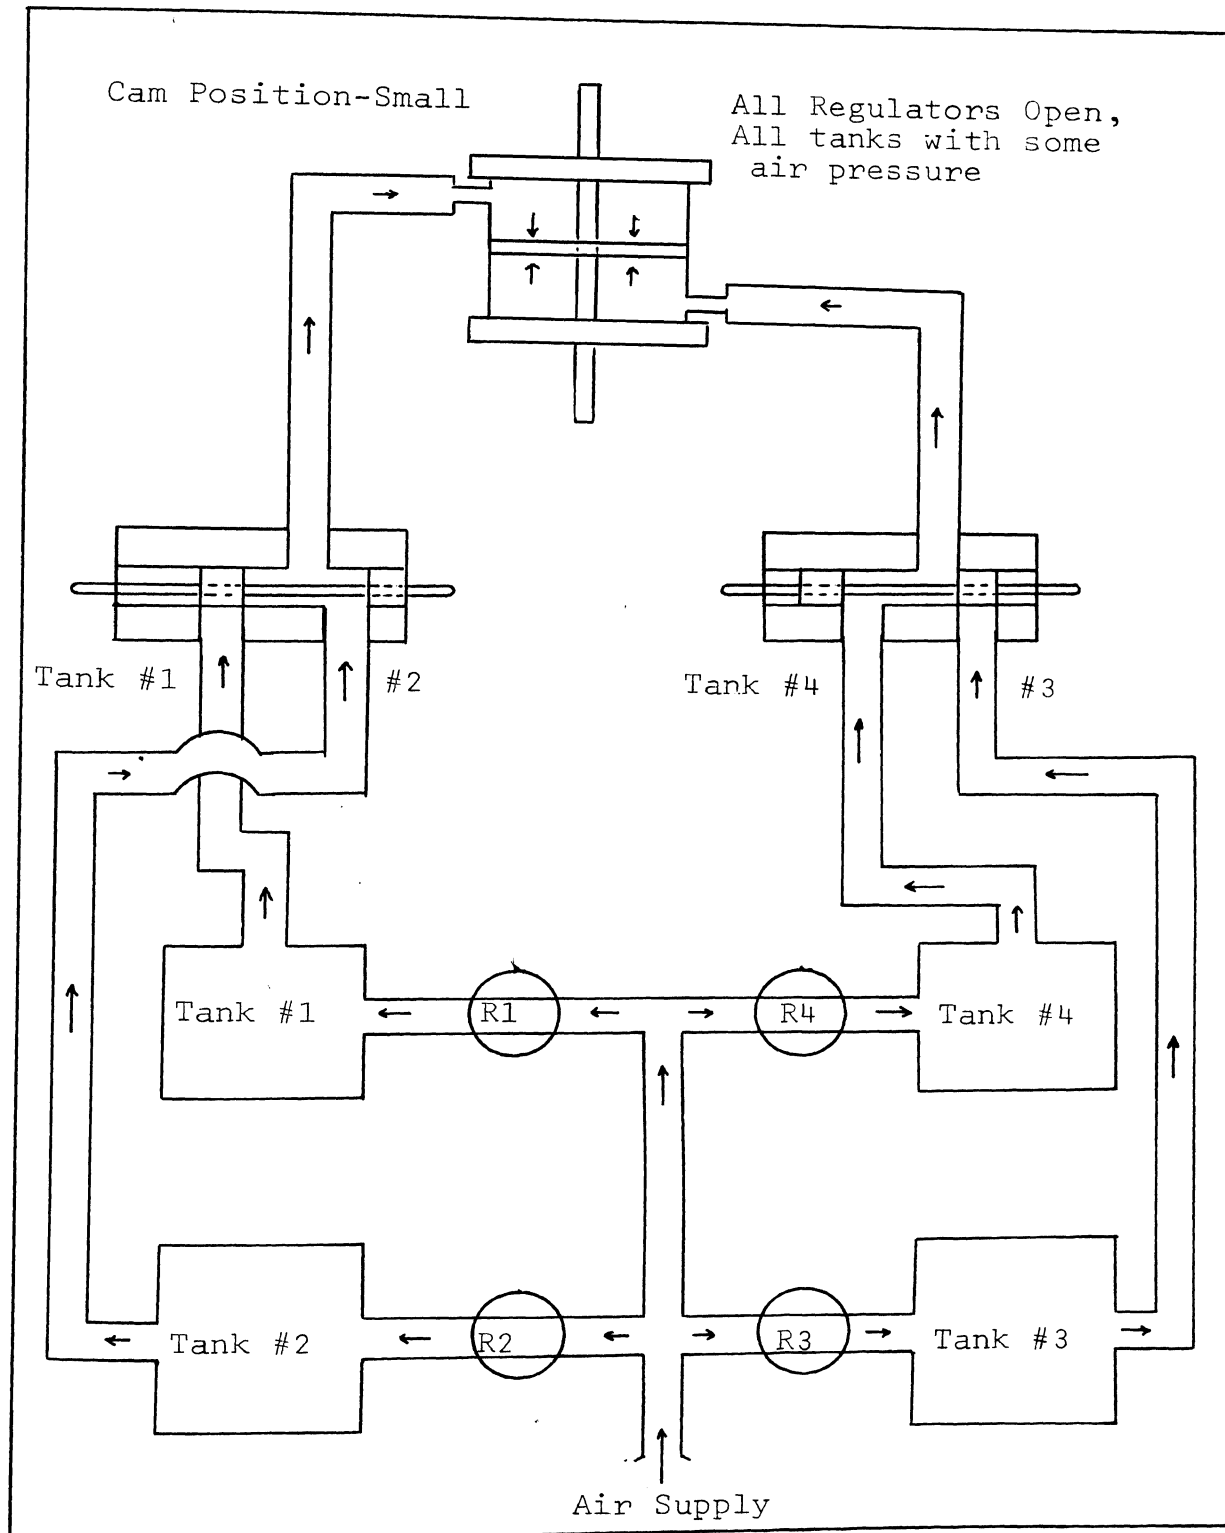 Cam Position-Small
All Regulators Open,
All tanks with some
air pressure
Tank #1
#2
Tank #4
#3
Tank #1
R1
R4
Tank #4
Tank #2
R2
R3
Tank #3
Air Supply